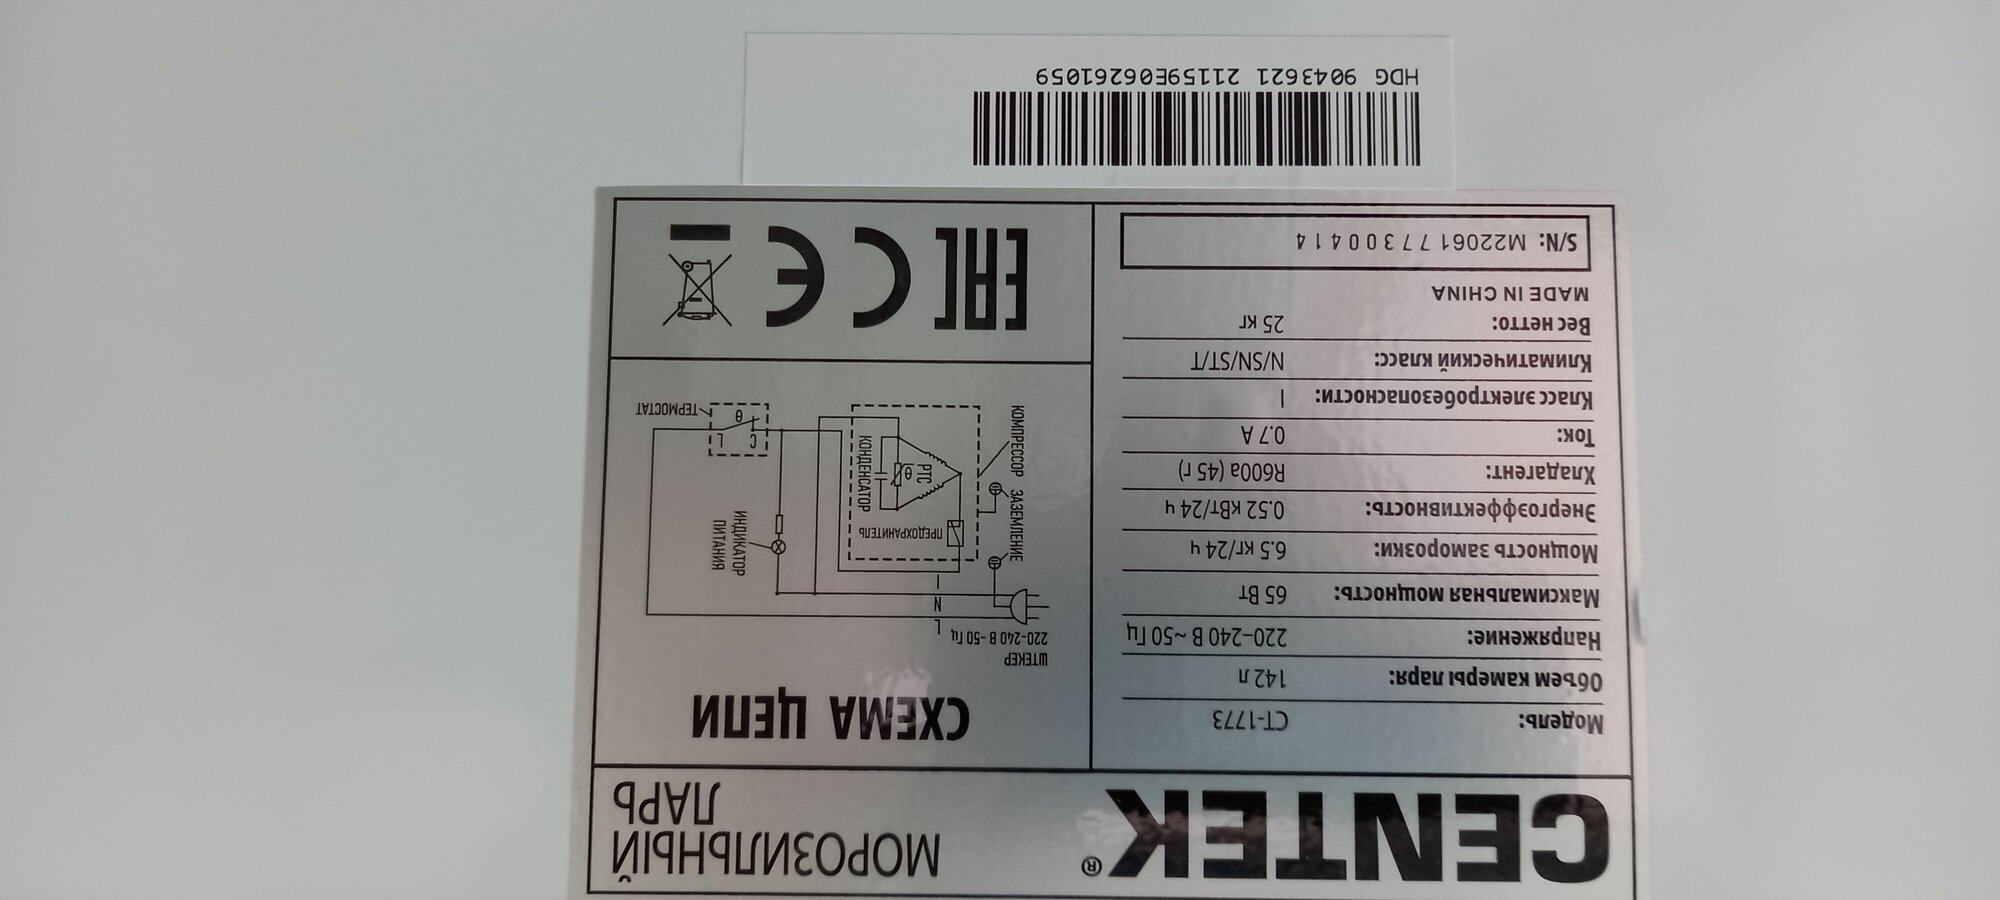 CENTEK®
МОРОЗИЛЬНЫЙ
ЛАРЬ
Модель: CT-1773
Объем камеры ларя: 142 л
Напряжение: 220–240 В ~ 50 Гц
Максимальная мощность: 65 Вт
Мощность заморозки: 6.5 кг/24 ч
Энергоэффективность: 0.52 кВт/24 ч
Хладагент: R600a (45 г)
Ток: 0.7 А
Класс электробезопасности: I
Климатический класс: N/SN/ST/T
Вес нетто: 25 кг
MADE IN CHINA
S/N: M2206177300414
СХЕМА ЦЕПИ
ШТЕКЕР
220-240 В ~50 Гц
L
N
ЗАЗЕМЛЕНИЕ
КОМПРЕССОР
ПРЕДОХРАНИТЕЛЬ
PTC
θ
КОНДЕНСАТОР
ИНДИКАТОР
ПИТАНИЯ
C
L
θ
ТЕРМОСТАТ
EAC
CE
HDG 9043621 21159E06261059